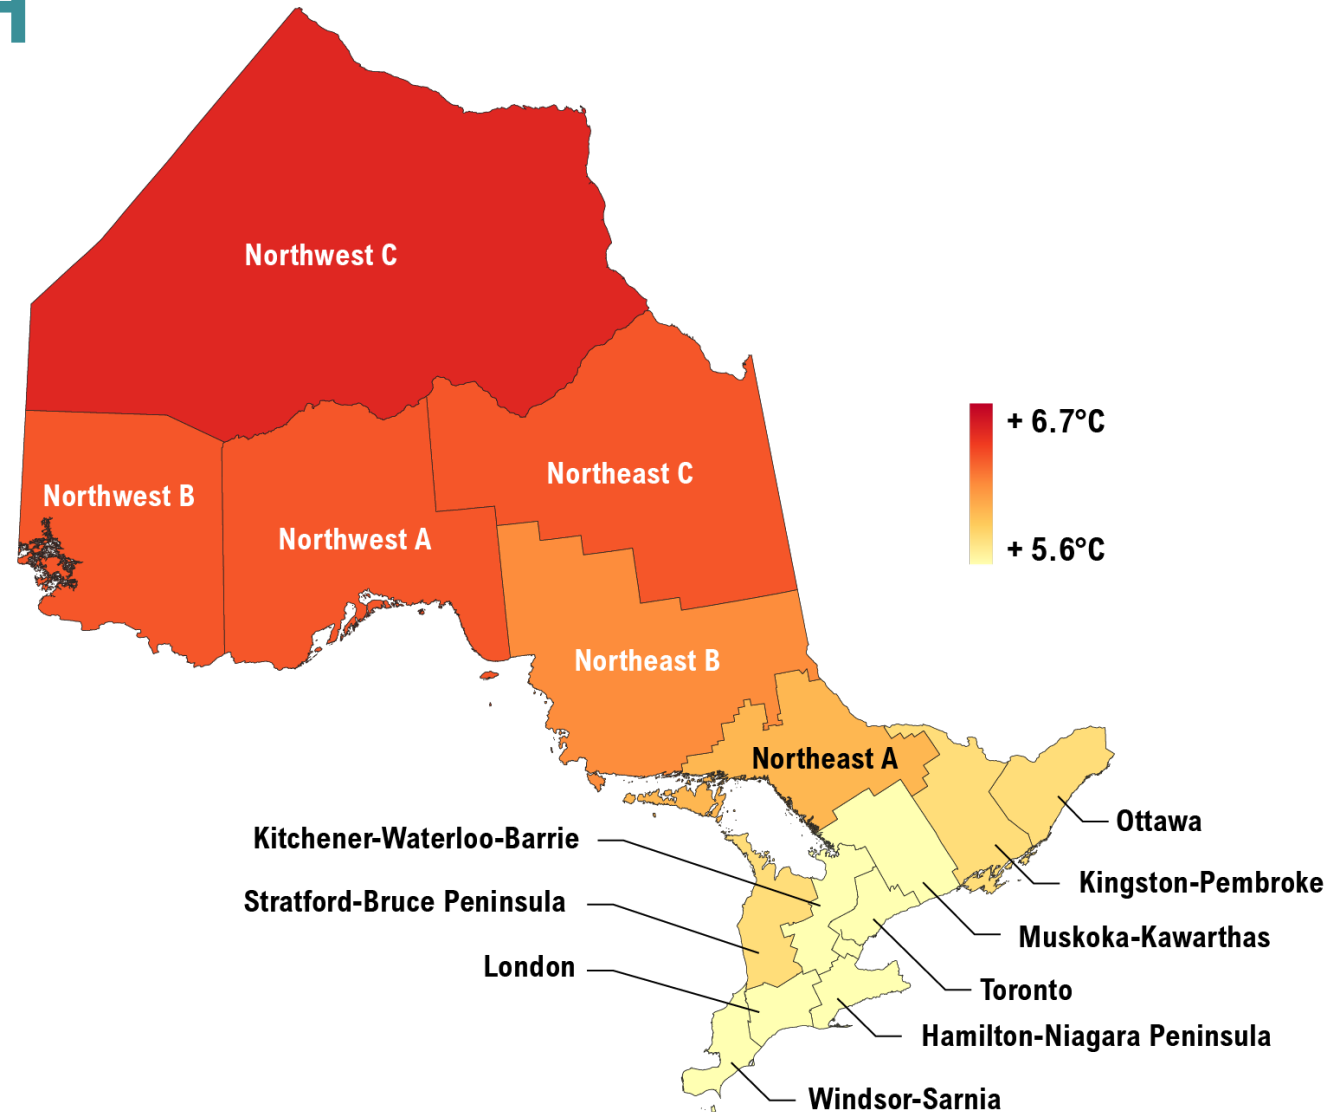 Northwest C
+ 6.7°C
Northeast C
Northwest B
Northwest A
+ 5.6°C
Northeast B
Northeast A
Ottawa
Kitchener-Waterloo-Barrie
Kingston-Pembroke
Stratford-Bruce Peninsula
Muskoka-Kawarthas
London
Toronto
Hamilton-Niagara Peninsula
Windsor-Sarnia